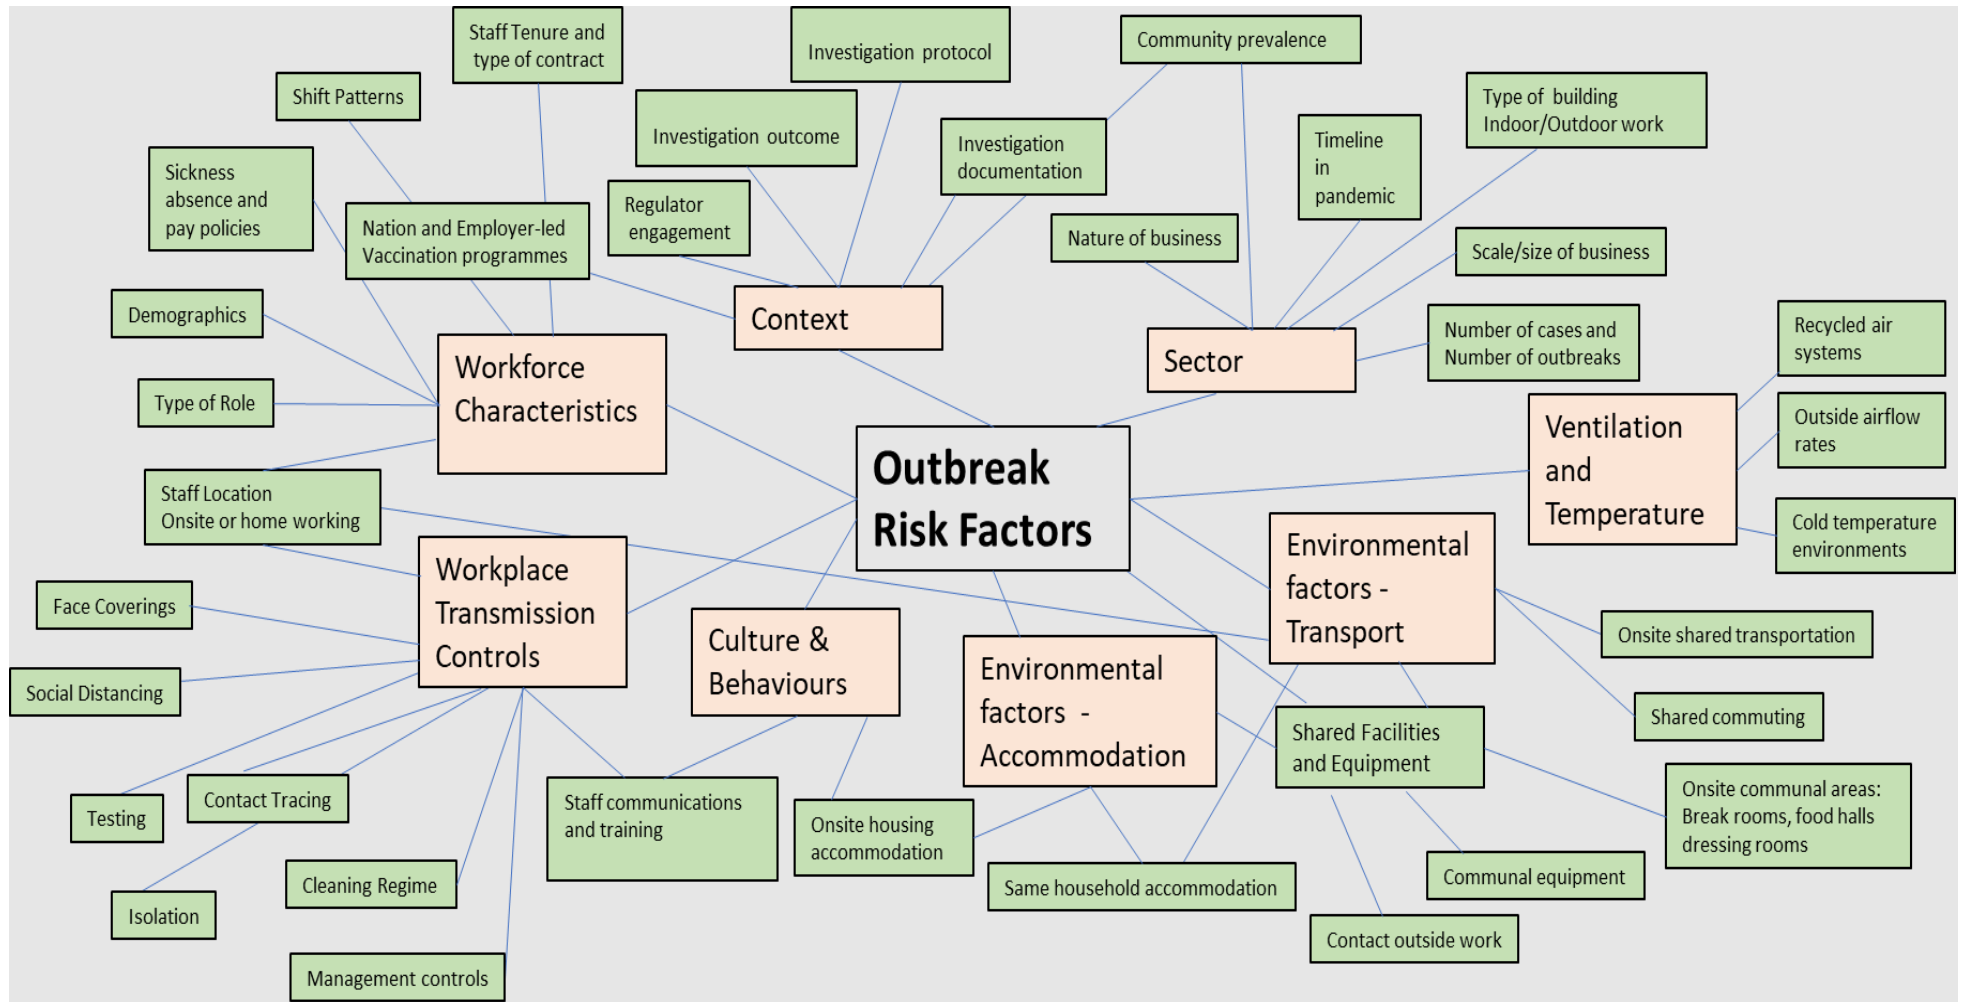 Staff Tenure and
type of contract
Investigation protocol
Community prevalence
Shift Patterns
Investigation outcome
Investigation
documentation
Timeline
in
pandemic
Type of building
Indoor/Outdoor work
Sickness
absence and
pay policies
Nation and Employer-led
Vaccination programmes
Regulator
engagement
Nature of business
Scale/size of business
Demographics
Context
Sector
Number of cases and
Number of outbreaks
Recycled air
systems
Workforce
Characteristics
Type of Role
Ventilation
and
Temperature
Outside airflow
rates
Outbreak
Risk Factors
Staff Location
Onsite or home working
Cold temperature
environments
Workplace
Transmission
Controls
Environmental
factors -
Transport
Face Coverings
Culture &
Behaviours
Environmental
factors -
Accommodation
Onsite shared transportation
Social Distancing
Shared commuting
Shared Facilities
and Equipment
Testing
Contact Tracing
Staff communications
and training
Onsite housing
accommodation
Onsite communal areas:
Break rooms, food halls
dressing rooms
Isolation
Cleaning Regime
Same household accommodation
Communal equipment
Contact outside work
Management controls